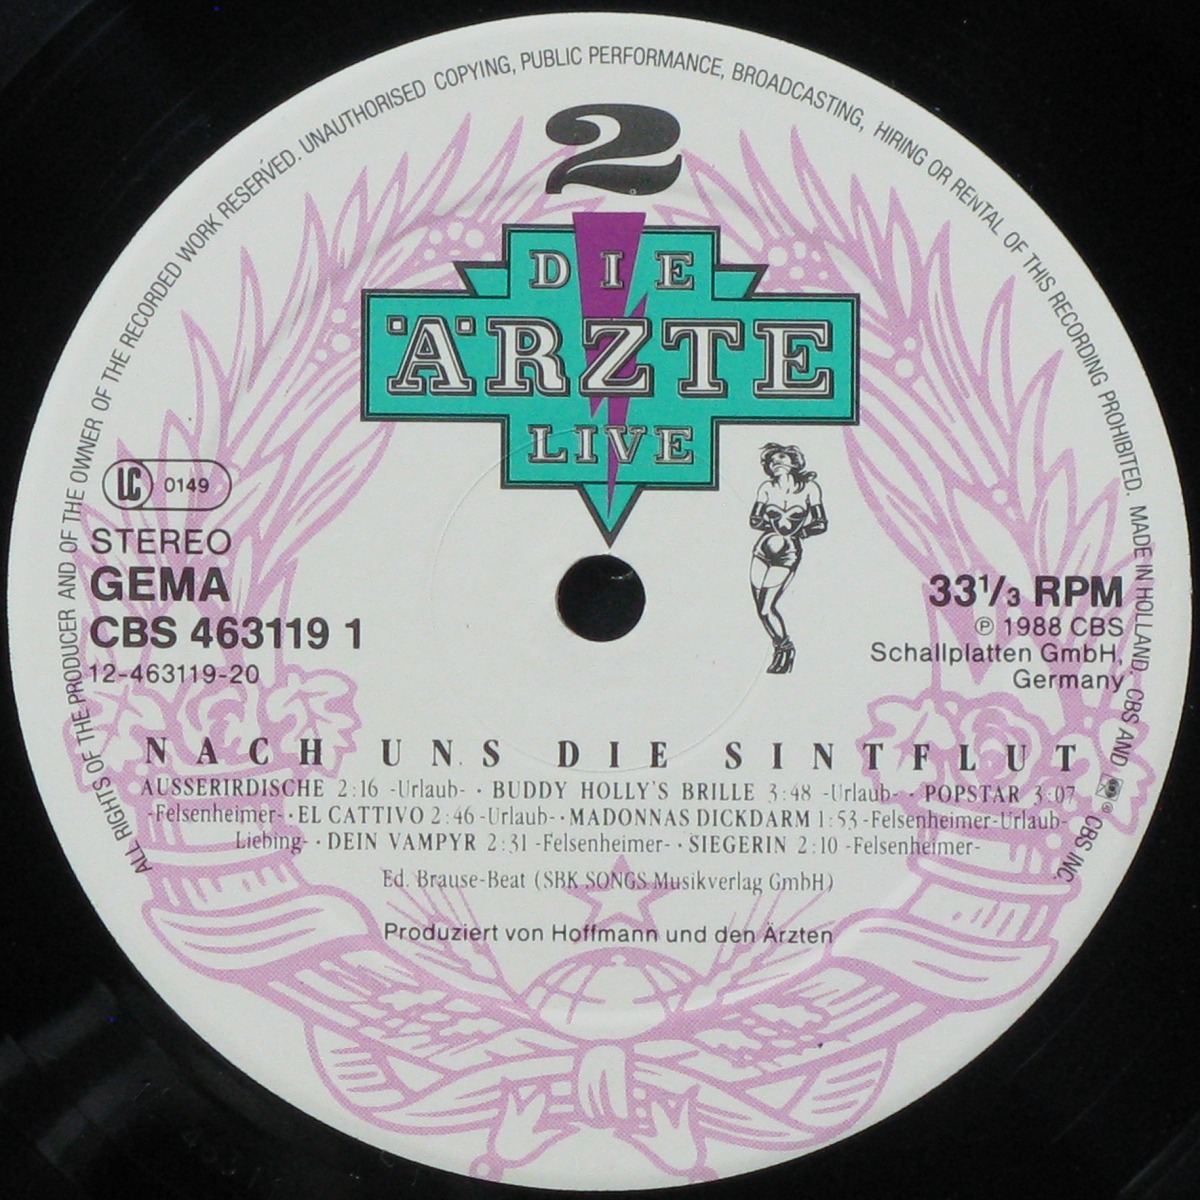 ALL RIGHTS OF THE PRODUCER AND OF THE OWNER OF THE RECORDED WORK RESERVED. UNAUTHORISED COPYING, PUBLIC PERFORMANCE, BROADCASTING, HIRING OR RENTAL OF THIS RECORDING PROHIBITED. MADE IN HOLLAND. CBS AND ® CBS INC
2
DIE
ÄRZTE
LIVE
LC 0149
STEREO
GEMA
CBS 463119 1
12-463119-20
33 1/3 RPM
℗ 1988 CBS
Schallplatten GmbH,
Germany
NACH UNS DIE SINTFLUT
AUSSERIRDISCHE 2:16 -Urlaub- · BUDDY HOLLY'S BRILLE 3:48 -Urlaub- · POPSTAR 3:07
-Felsenheimer- · EL CATTIVO 2:46 -Urlaub- · MADONNAS DICKDARM 1:53 -Felsenheimer-Urlaub-
Liebing- · DEIN VAMPYR 2:31 -Felsenheimer- · SIEGERIN 2:10 -Felsenheimer-
Ed. Brause-Beat (SBK SONGS Musikverlag GmbH)
Produziert von Hoffmann und den Ärzten